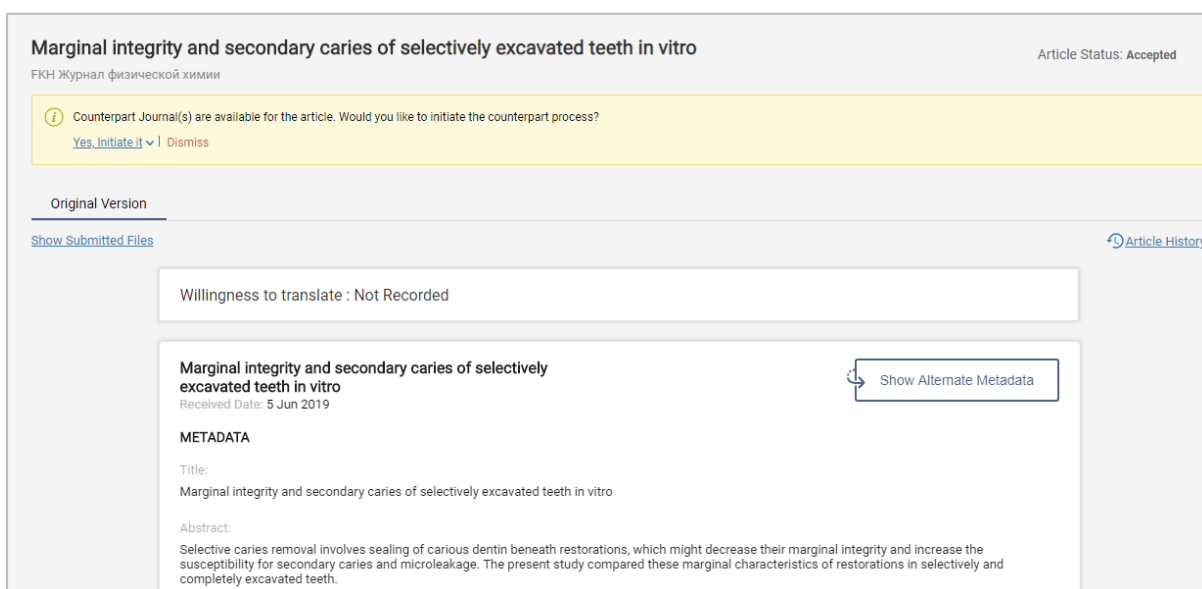 Marginal integrity and secondary caries of selectively excavated teeth in vitro
Article Status: Accepted
FKH Журнал физической химии
Counterpart Journal(s) are available for the article. Would you like to initiate the counterpart process?
Yes, Initiate it | Dismiss
Original Version
Show Submitted Files
Article History
Willingness to translate : Not Recorded
Marginal integrity and secondary caries of selectively
excavated teeth in vitro
Show Alternate Metadata
Received Date: 5 Jun 2019
METADATA
Title:
Marginal integrity and secondary caries of selectively excavated teeth in vitro
Abstract:
Selective caries removal involves sealing of carious dentin beneath restorations, which might decrease their marginal integrity and increase the
susceptibility for secondary caries and microleakage. The present study compared these marginal characteristics of restorations in selectively and
completely excavated teeth.